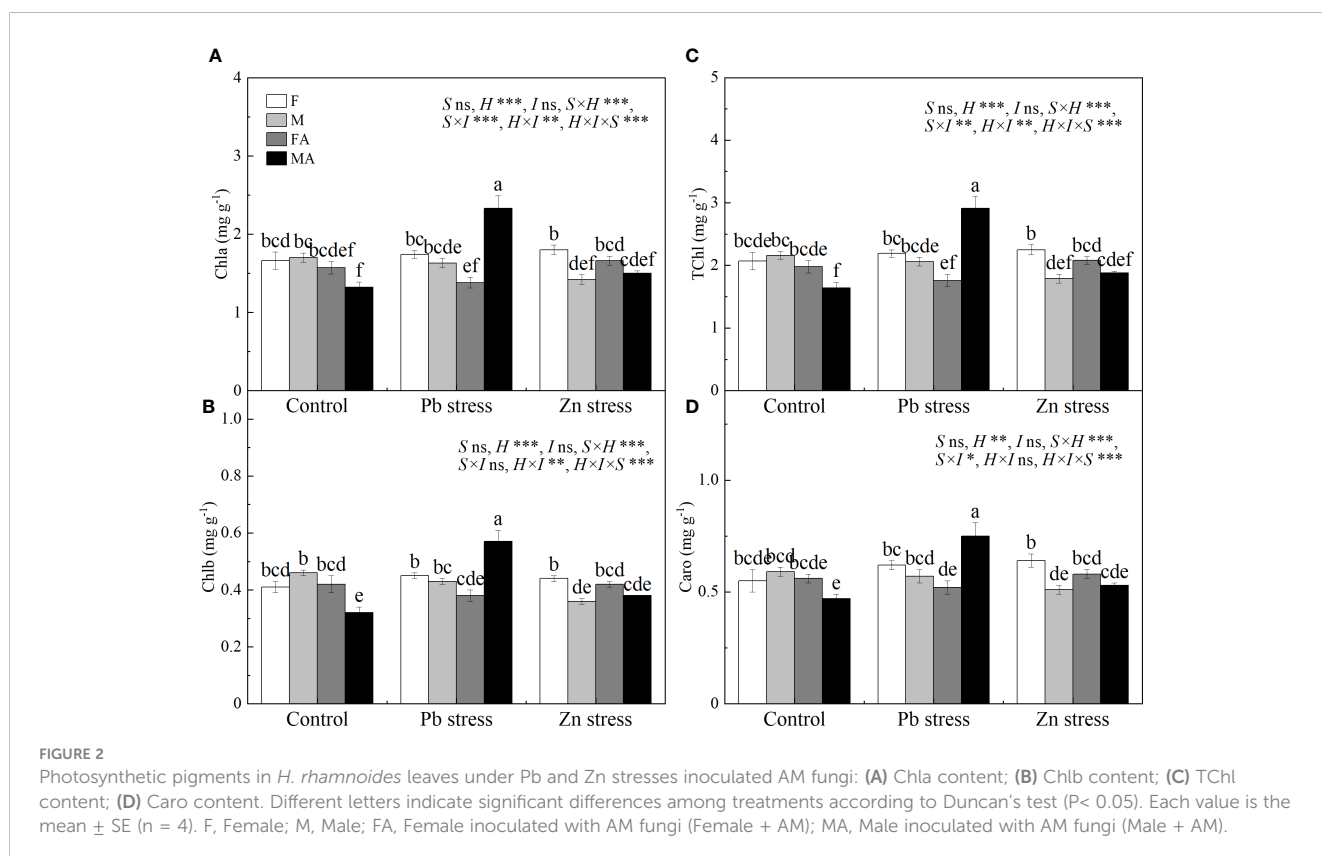 A
4
3
2
1
0
Chla (mg g⁻¹)
F
M
FA
MA
S ns, H ***, I ns, S×H ***,
S×I ***, H×I **, H×I×S ***
bcd bc bcdef f
bc bcde ef a
b def bcd cdef
Control Pb stress Zn stress
C
5
4
3
2
1
0
TChl (mg g⁻¹)
S ns, H ***, I ns, S×H ***,
S×I **, H×I **, H×I×S ***
bcde bc bcde f
bc bcde ef a
b def bcd cdef
Control Pb stress Zn stress
B
1.0
0.8
0.6
0.4
0.2
0
Chlb (mg g⁻¹)
S ns, H ***, I ns, S×H ***,
S×I ns, H×I **, H×I×S ***
bcd b bcd e
b bc cde a
b de bcd cde
Control Pb stress Zn stress
D
1.0
0.5
0
Caro (mg g⁻¹)
S ns, H **, I ns, S×H ***,
S×I *, H×I ns, H×I×S ***
bcde bcd bcde e
bc bcd de a
b de bcd cde
Control Pb stress Zn stress
FIGURE 2
Photosynthetic pigments in H. rhamnoides leaves under Pb and Zn stresses inoculated AM fungi: (A) Chla content; (B) Chlb content; (C) TChl
content; (D) Caro content. Different letters indicate significant differences among treatments according to Duncan's test (P< 0.05). Each value is the
mean ± SE (n = 4). F, Female; M, Male; FA, Female inoculated with AM fungi (Female + AM); MA, Male inoculated with AM fungi (Male + AM).